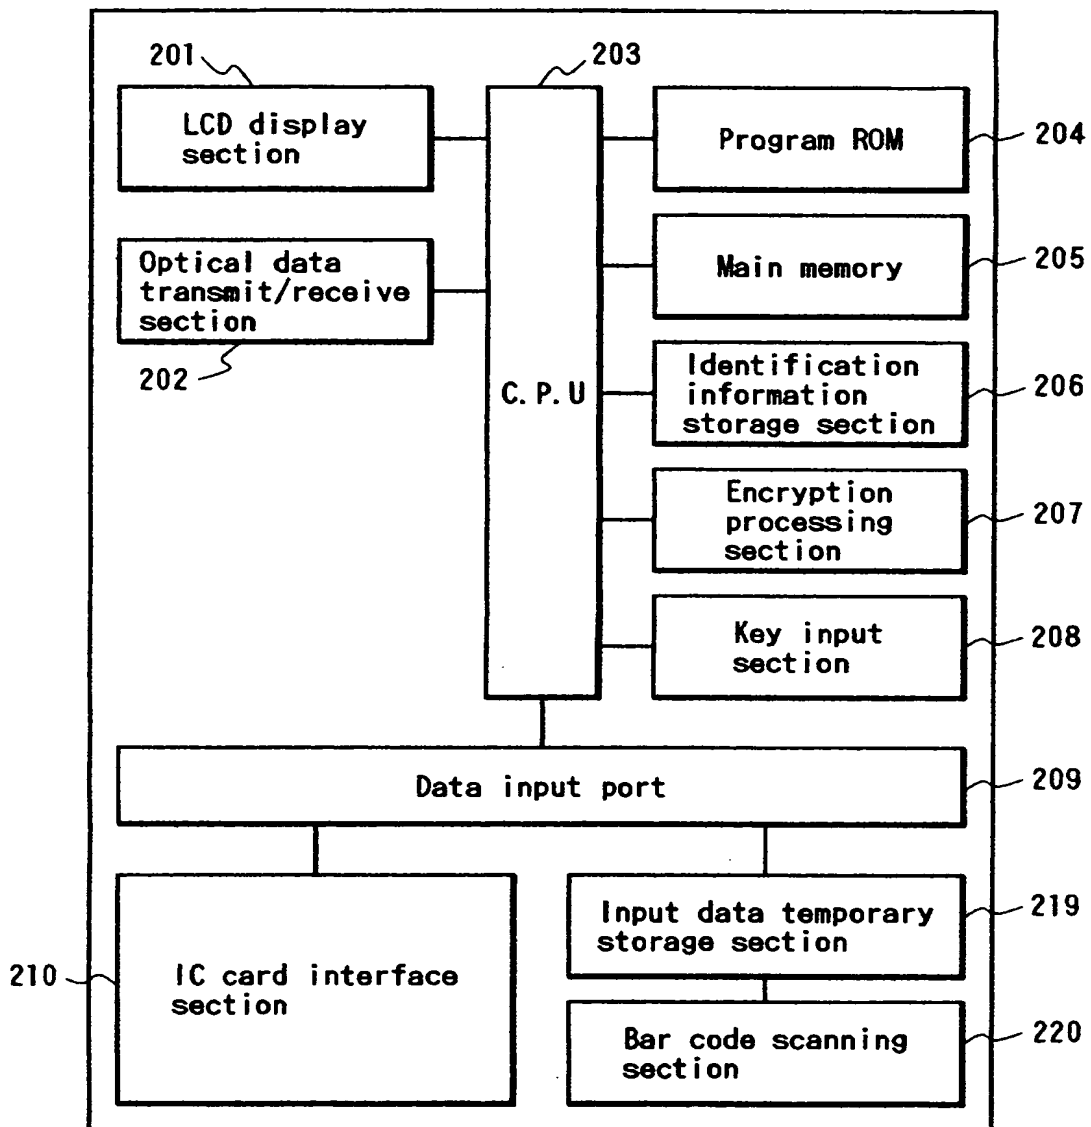 201
203
LCD display
section
Program ROM
204
Optical data
transmit/receive
section
202
Main memory
205
C.P.U
Identification
information
storage section
206
Encryption
processing
section
207
Key input
section
208
Data input port
209
210
IC card interface
section
Input data temporary
storage section
219
Bar code scanning
section
220